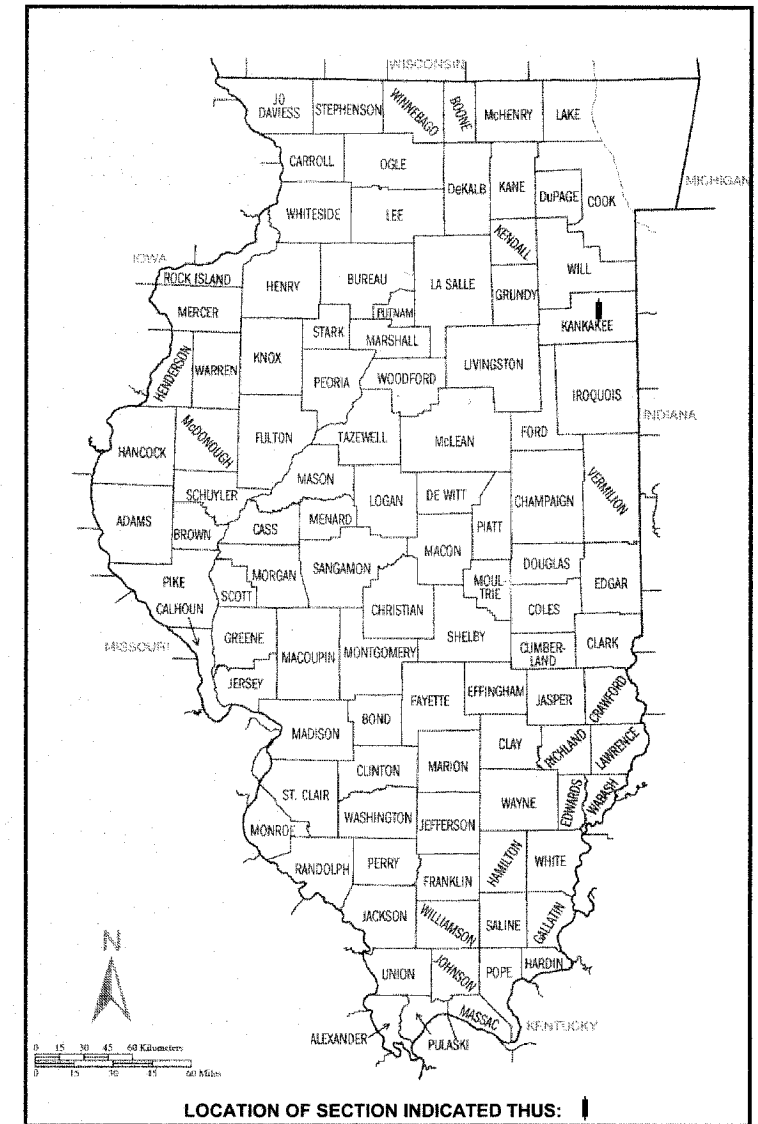 WISCONSIN
JO
DAVIESS
STEPHENSON
WINNEBAGO
BOONE
McHENRY
LAKE
CARROLL
OGLE
DeKALB
KANE
DuPAGE
COOK
MICHIGAN
WHITESIDE
LEE
KENDALL
IOWA
ROCK ISLAND
HENRY
BUREAU
LA SALLE
GRUNDY
WILL
MERCER
PUTNAM
KANKAKEE
STARK
MARSHALL
HENDERSON
WARREN
KNOX
PEORIA
WOODFORD
LIVINGSTON
IROQUOIS
INDIANA
HANCOCK
McDONOUGH
FULTON
TAZEWELL
McLEAN
FORD
VERMILION
SCHUYLER
MASON
LOGAN
DE WITT
CHAMPAIGN
ADAMS
BROWN
CASS
MENARD
PIATT
MACON
DOUGLAS
EDGAR
PIKE
SCOTT
MORGAN
SANGAMON
MOUL
TRIE
COLES
CALHOUN
CHRISTIAN
MISSOURI
GREENE
MACOUPIN
MONTGOMERY
SHELBY
CUMBER-
LAND
CLARK
JERSEY
FAYETTE
EFFINGHAM
JASPER
CRAWFORD
MADISON
BOND
CLAY
RICHLAND
LAWRENCE
CLINTON
MARION
ST. CLAIR
WAYNE
EDWARDS
WABASH
MONROE
WASHINGTON
JEFFERSON
RANDOLPH
PERRY
FRANKLIN
HAMILTON
WHITE
JACKSON
WILLIAMSON
SALINE
GALLATIN
N
UNION
JOHNSON
POPE
HARDIN
ALEXANDER
PULASKI
MASSAC
KENTUCKY
0 15 30 45 60 Kilometers
0 15 30 45 60 Miles
LOCATION OF SECTION INDICATED THUS: